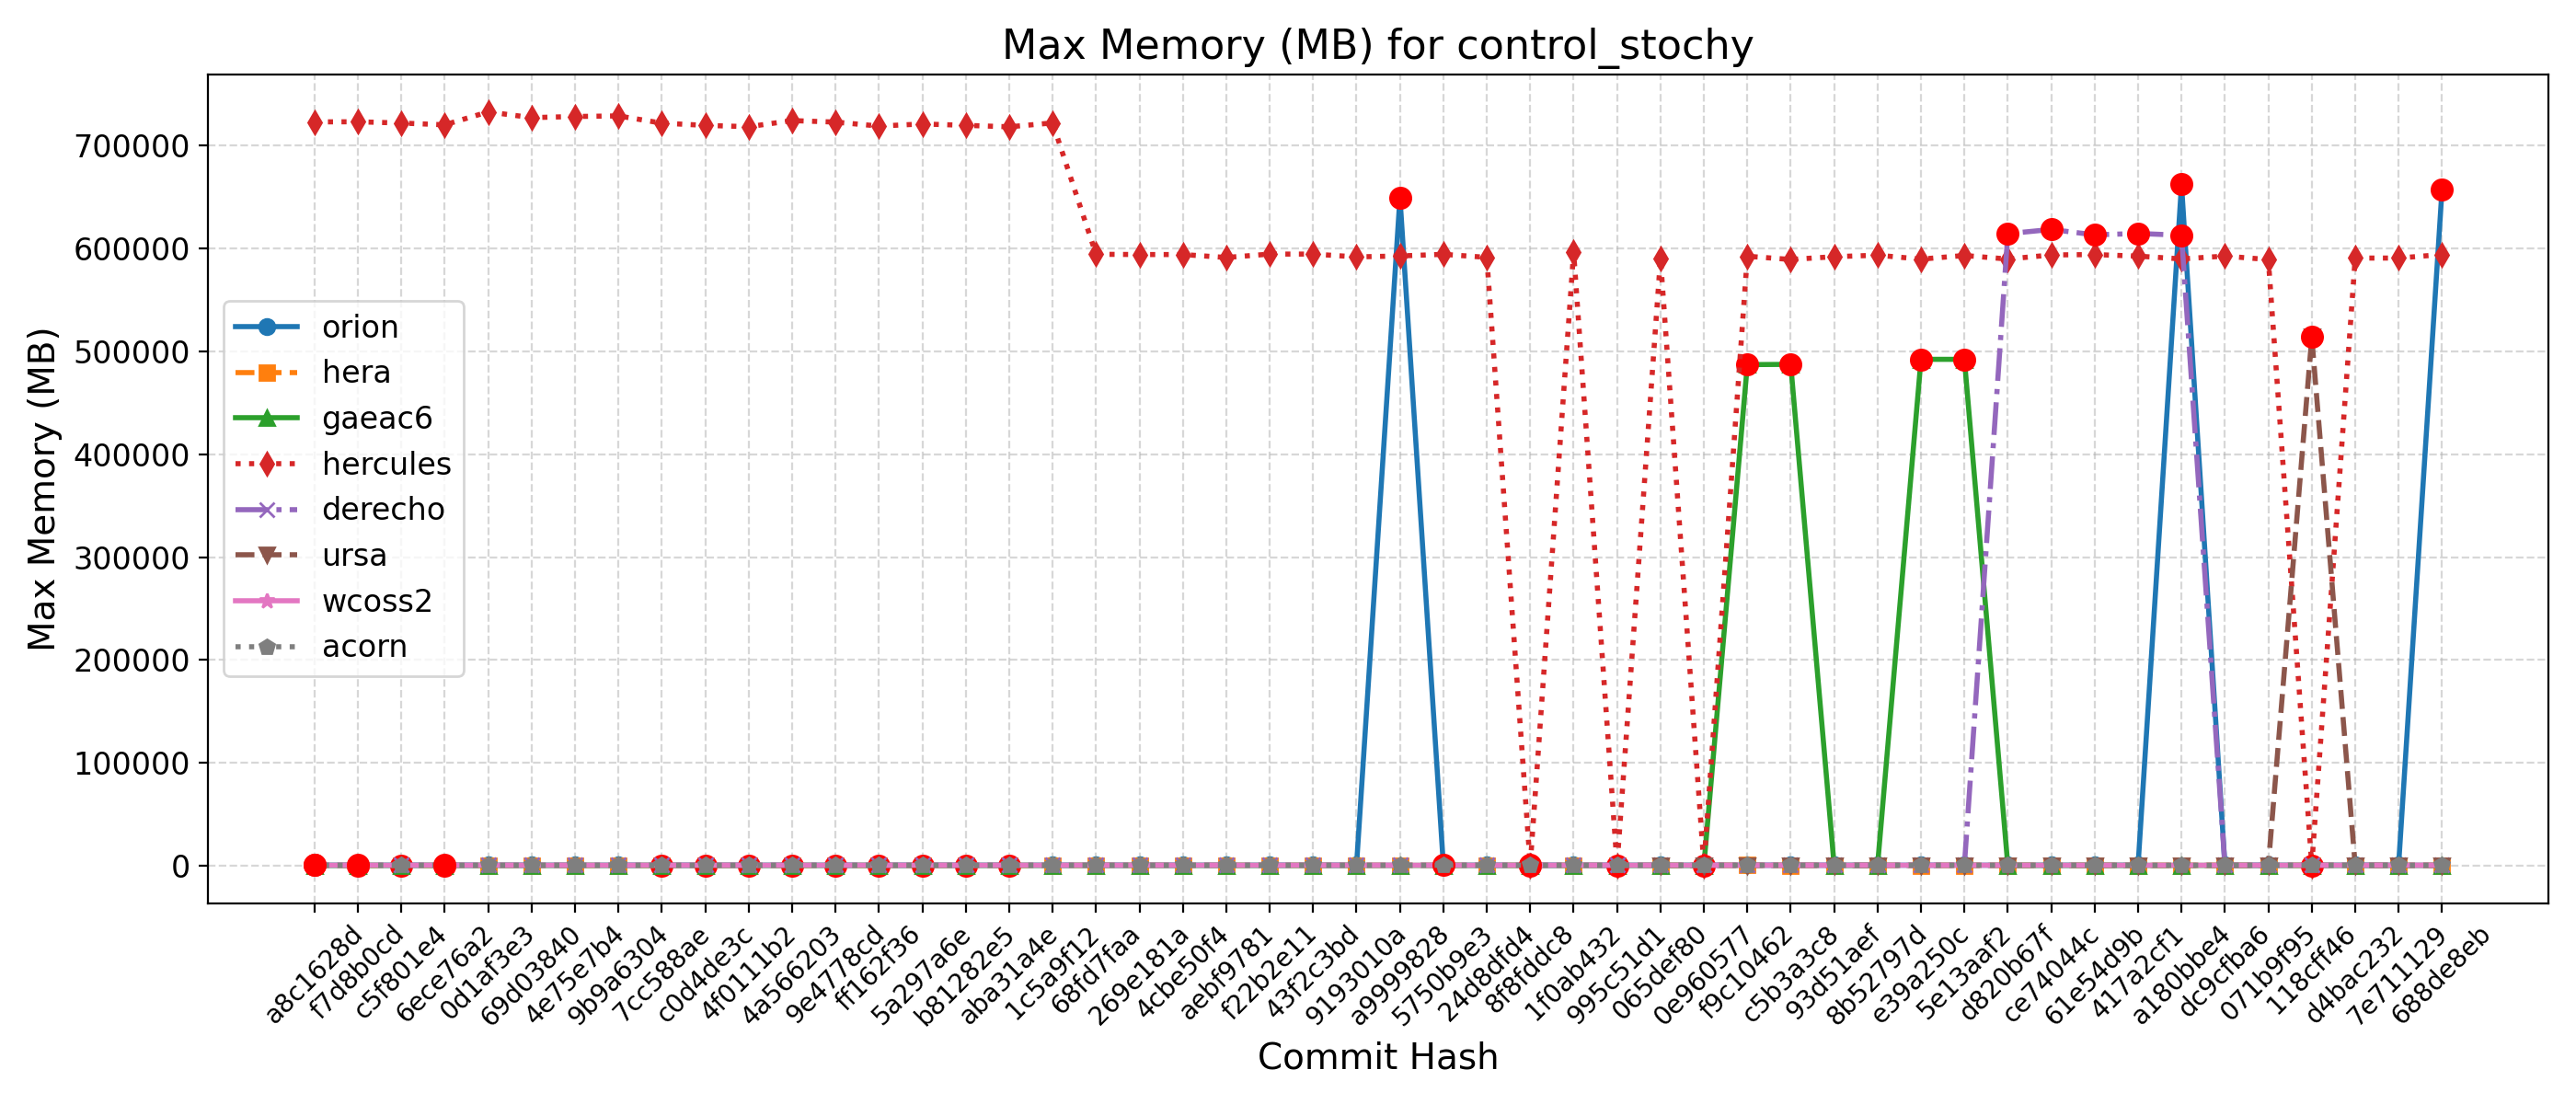 Max Memory (MB) for control_stochy
Max Memory (MB)
700000
600000
500000
400000
300000
200000
100000
0
orion
hera
gaeac6
hercules
derecho
ursa
wcoss2
acorn
a8c1628d
f7d8b0cd
c5f801e4
6ece76a2
0d1af3e3
69d03840
4e75e7b4
9b9a6304
7cc588ae
c0d4de3c
4f0111b2
4a566203
9e4778cd
ff162f36
5a297a6e
b81282e5
aba31a4e
1c5a9f12
68fd7faa
269e181a
4cbe50f4
aebf9781
f22b2e11
43f2c3bd
9193010a
a9999828
5750b9e3
24d8dfd4
8f8fddc8
1f0ab432
995c51d1
065def80
0e960577
f9c10462
c5b3a3c8
93d51aef
8b52797d
e39a250c
5e13aaf2
d820b67f
ce74044c
61e54d9b
417a2cf1
a180bbe4
dc9cfba6
071b9f95
118cff46
d4bac232
7e711129
688de8eb
Commit Hash